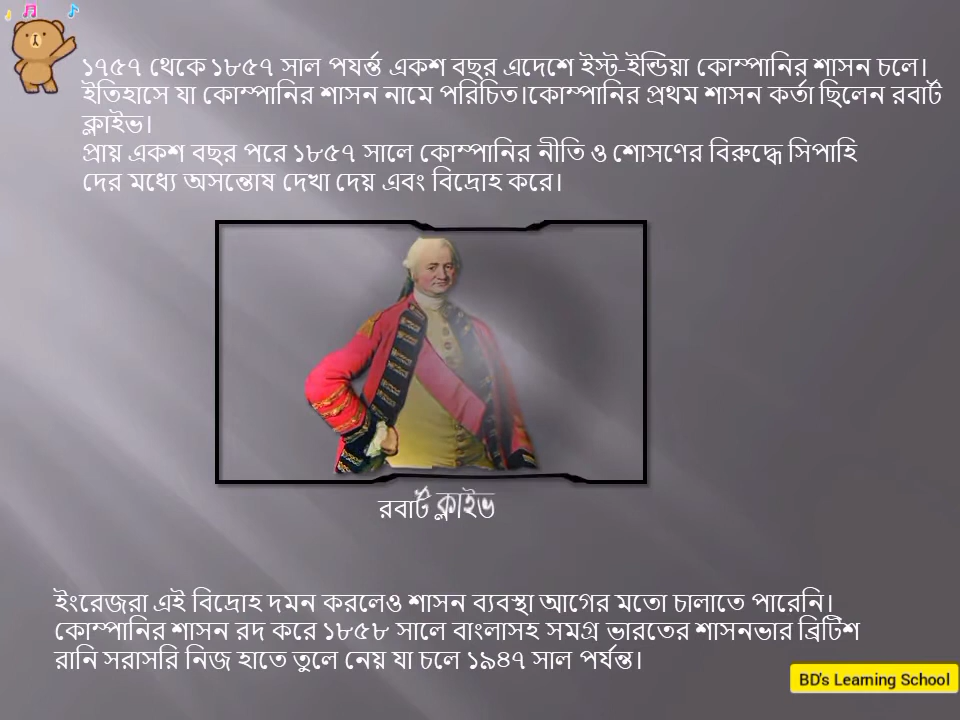 ১৭৫৭ থেকে ১৮৫৭ সাল পযর্ন্ত একশ বছর এদেশে ইস্ট-ইন্ডিয়া কোম্পানির শাসন চলে।
ইতিহাসে যা কোম্পানির শাসন নামে পরিচিত।কোম্পানির প্রথম শাসন কর্তা ছিলেন রবার্ট
ক্লাইভ।
প্রায় একশ বছর পরে ১৮৫৭ সালে কোম্পানির নীতি ও শোসণের বিরুদ্ধে সিপাহি
দের মধ্যে অসন্তোষ দেখা দেয় এবং বিদ্রোহ করে।
রবার্ট ক্লাইভ
ইংরেজরা এই বিদ্রোহ দমন করলেও শাসন ব্যবস্থা আগের মতো চালাতে পারেনি।
কোম্পানির শাসন রদ করে ১৮৫৮ সালে বাংলাসহ সমগ্র ভারতের শাসনভার ব্রিটিশ
রানি সরাসরি নিজ হাতে তুলে নেয় যা চলে ১৯৪৭ সাল পর্যন্ত।
BD's Learning School